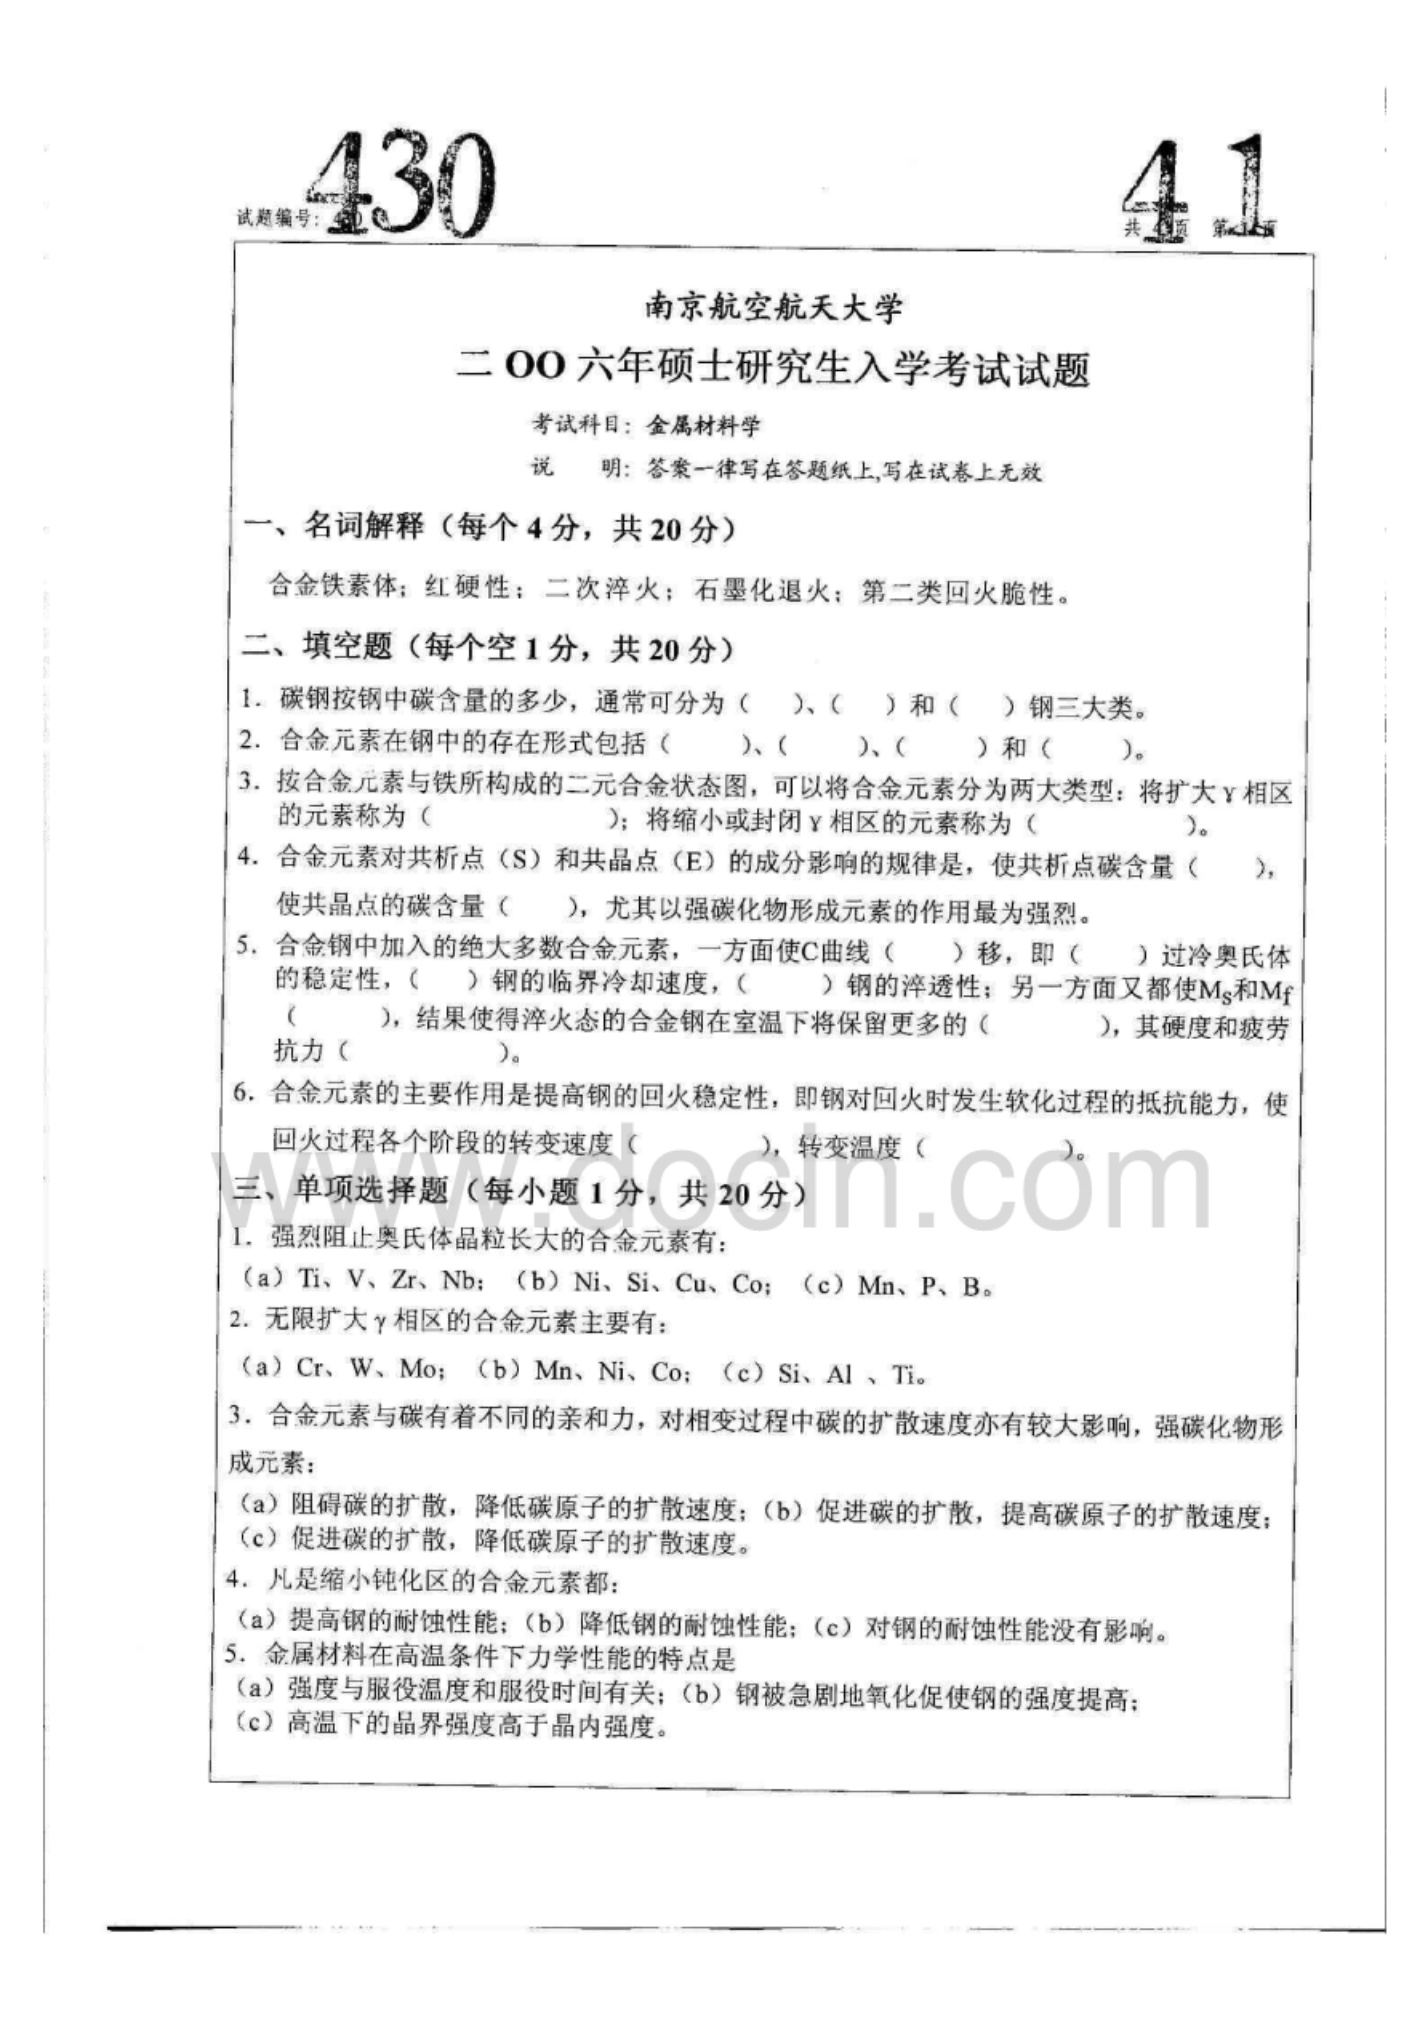 430
41
试题编号：430
共 4 页 第 1 页
南京航空航天大学
二OO六年硕士研究生入学考试试题
考试科目：金属材料学
说 明：答案一律写在答题纸上,写在试卷上无效
一、名词解释（每个 4 分，共 20 分）
合金铁素体；红硬性；二次淬火；石墨化退火；第二类回火脆性。
二、填空题（每个空 1 分，共 20 分）
1．碳钢按钢中碳含量的多少，通常可分为（ ）、（ ）和（ ）钢三大类。
2．合金元素在钢中的存在形式包括（ ）、（ ）、（ ）和（ ）。
3．按合金元素与铁所构成的二元合金状态图，可以将合金元素分为两大类型：将扩大γ相区
的元素称为（ ）；将缩小或封闭γ相区的元素称为（ ）。
4．合金元素对共析点（S）和共晶点（E）的成分影响的规律是，使共析点碳含量（ ），
使共晶点的碳含量（ ），尤其以强碳化物形成元素的作用最为强烈。
5．合金钢中加入的绝大多数合金元素，一方面使C曲线（ ）移，即（ ）过冷奥氏体
的稳定性，（ ）钢的临界冷却速度，（ ）钢的淬透性；另一方面又都使Ms和Mf
（ ），结果使得淬火态的合金钢在室温下将保留更多的（ ），其硬度和疲劳
抗力（ ）。
6．合金元素的主要作用是提高钢的回火稳定性，即钢对回火时发生软化过程的抵抗能力，使
回火过程各个阶段的转变速度（ ），转变温度（ ）。
www.docin.com
三、单项选择题（每小题 1 分，共 20 分）
1．强烈阻止奥氏体晶粒长大的合金元素有：
（a）Ti、V、Zr、Nb；（b）Ni、Si、Cu、Co；（c）Mn、P、B。
2．无限扩大γ相区的合金元素主要有：
（a）Cr、W、Mo；（b）Mn、Ni、Co；（c）Si、Al 、Ti。
3．合金元素与碳有着不同的亲和力，对相变过程中碳的扩散速度亦有较大影响，强碳化物形
成元素：
（a）阻碍碳的扩散，降低碳原子的扩散速度；（b）促进碳的扩散，提高碳原子的扩散速度；
（c）促进碳的扩散，降低碳原子的扩散速度。
4．凡是缩小钝化区的合金元素都：
（a）提高钢的耐蚀性能；（b）降低钢的耐蚀性能；（c）对钢的耐蚀性能没有影响。
5．金属材料在高温条件下力学性能的特点是
（a）强度与服役温度和服役时间有关；（b）钢被急剧地氧化促使钢的强度提高；
（c）高温下的晶界强度高于晶内强度。